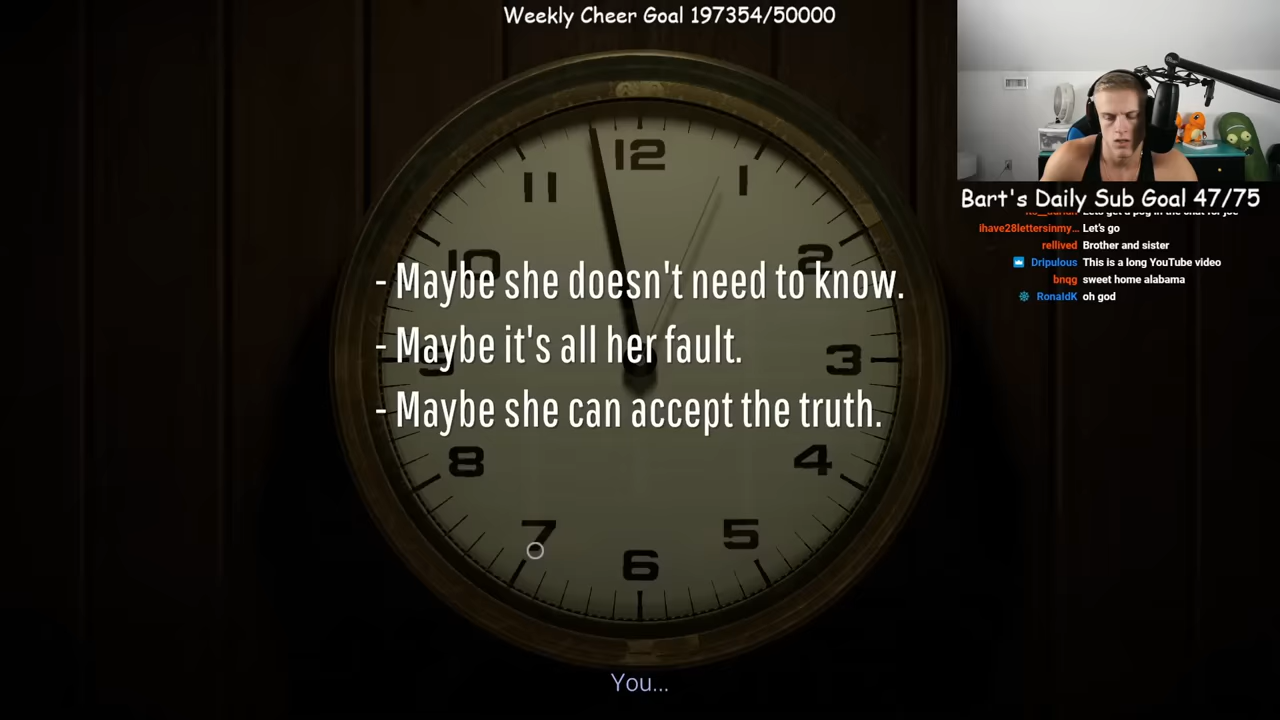 Weekly Cheer Goal 197354/50000
Bart's Daily Sub Goal 47/75
ihave28lettersinmy… Let's go
rellived Brother and sister
Dripulous This is a long YouTube video
bnqg sweet home alabama
RonaldK oh god
12
11
1
10
2
- Maybe she doesn't need to know.
- Maybe it's all her fault.
9
3
- Maybe she can accept the truth.
8
4
7
5
6
You...